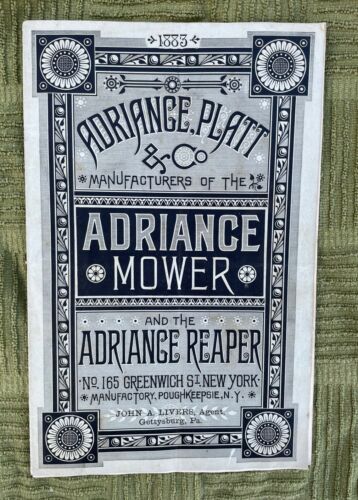 1883
ADRIANCE, PLATT
& Co
MANUFACTURERS OF THE
ADRIANCE
MOWER
AND THE
ADRIANCE REAPER
No. 165 GREENWICH ST. NEW YORK.
MANUFACTORY, POUGHKEEPSIE, N.Y.
JOHN A. LIVERS, Agent,
Gettysburg, Pa.